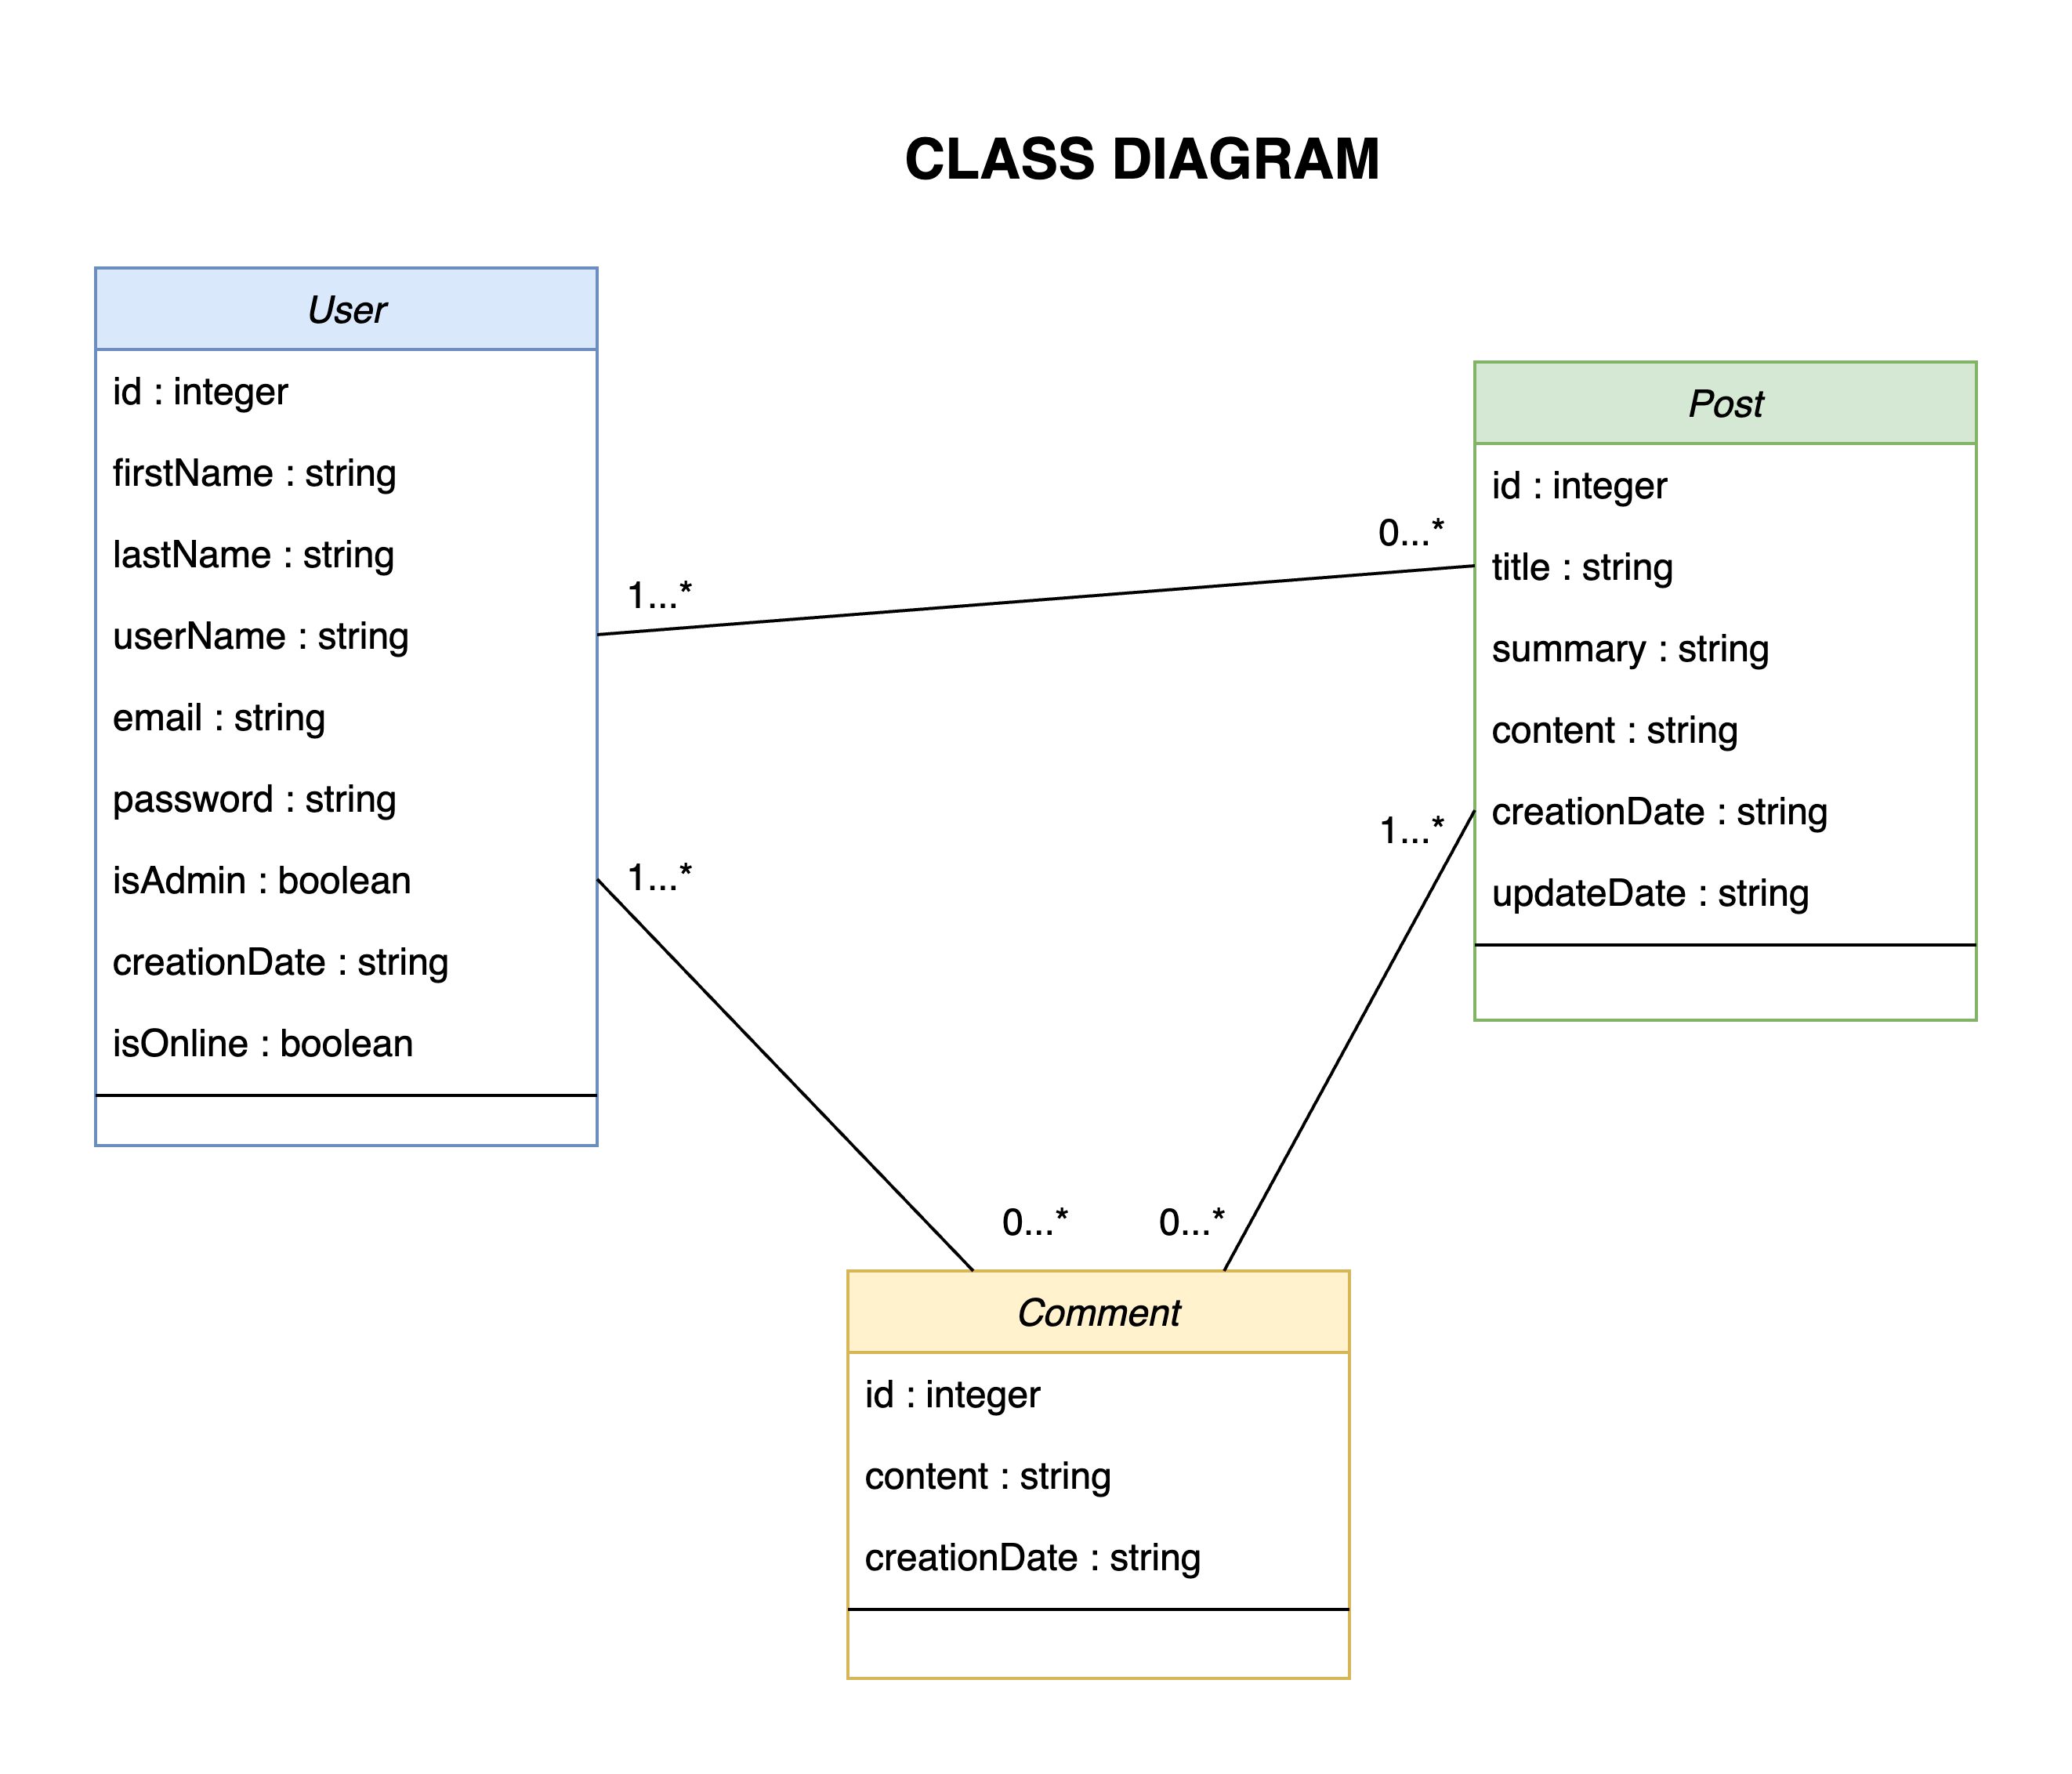 CLASS DIAGRAM
User
id : integer
firstName : string
lastName : string
userName : string
email : string
password : string
isAdmin : boolean
creationDate : string
isOnline : boolean
1...*
0...*
1...*
1...*
0...*
0...*
Post
id : integer
title : string
summary : string
content : string
creationDate : string
updateDate : string
Comment
id : integer
content : string
creationDate : string